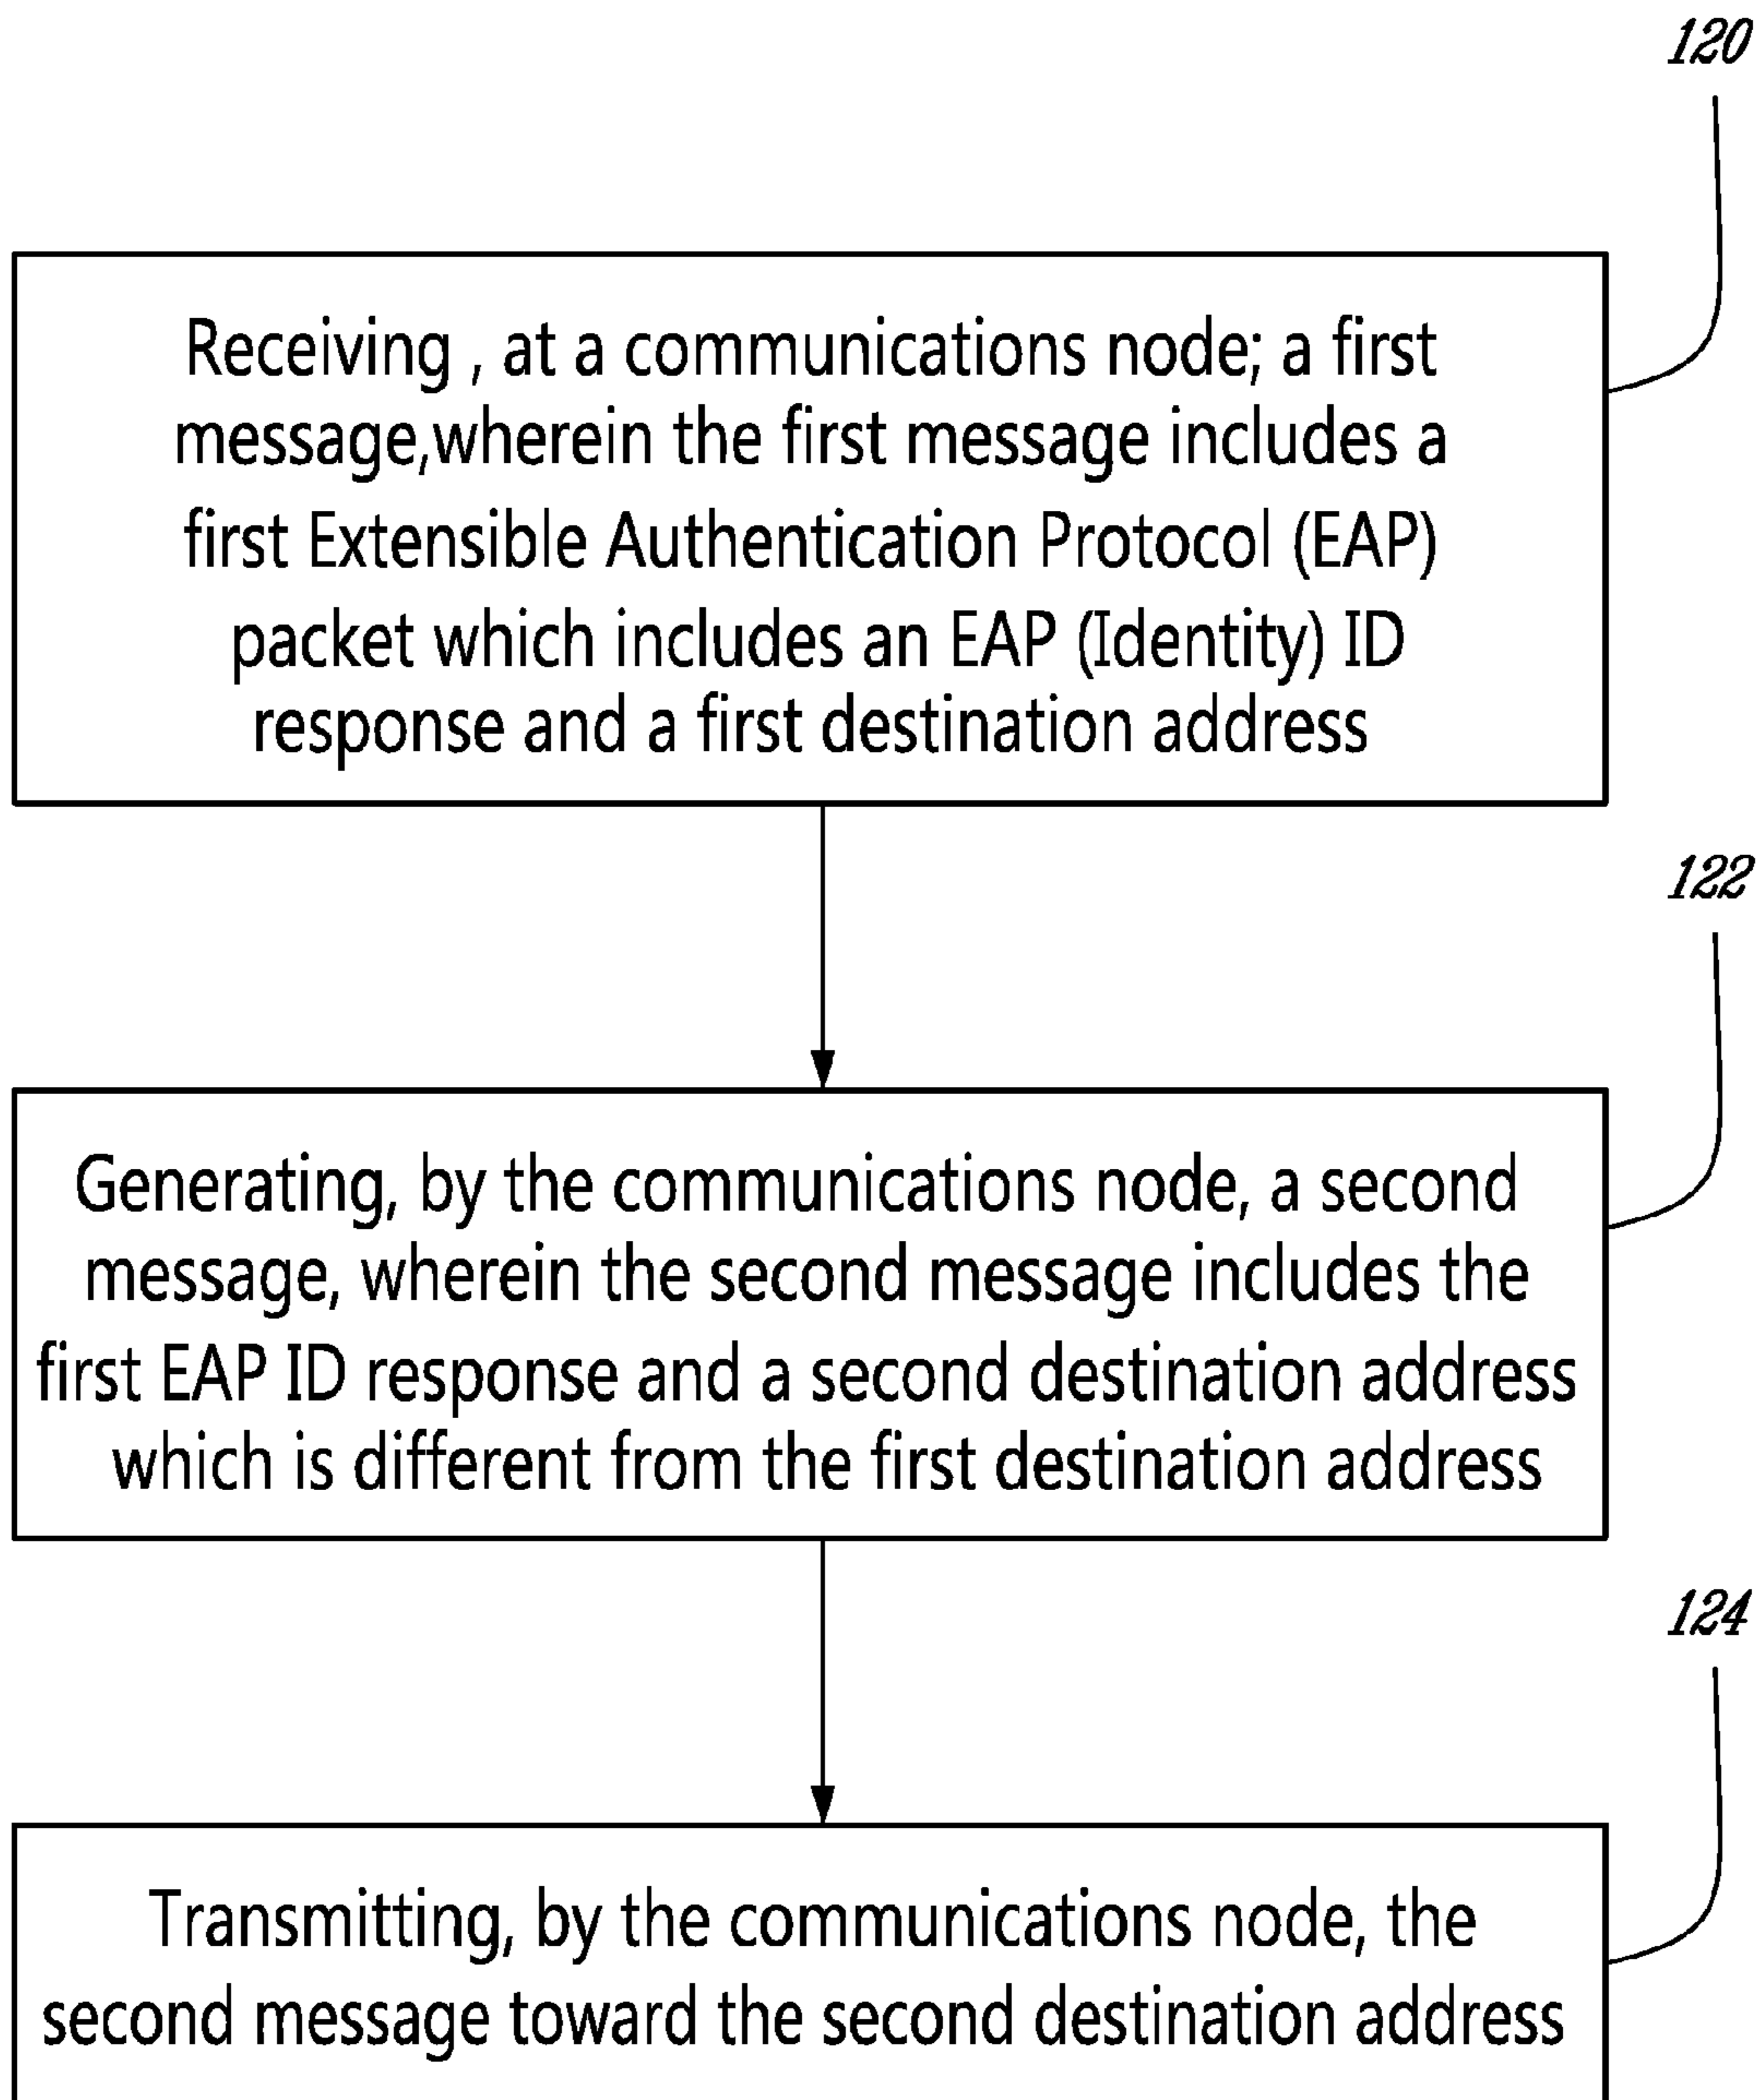 120
Receiving , at a communications node; a first
message,wherein the first message includes a
first Extensible Authentication Protocol (EAP)
packet which includes an EAP (Identity) ID
response and a first destination address
122
Generating, by the communications node, a second
message, wherein the second message includes the
first EAP ID response and a second destination address
which is different from the first destination address
124
Transmitting, by the communications node, the
second message toward the second destination address